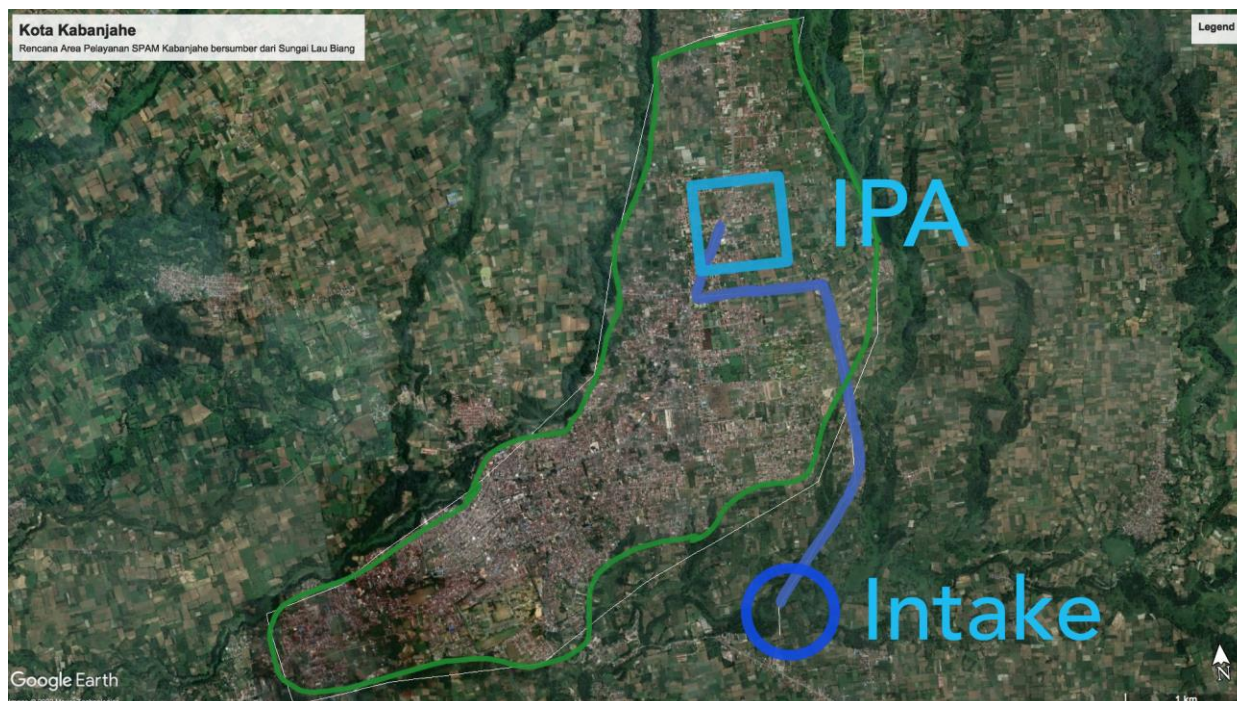 Kota Kabanjahe
Rencana Area Pelayanan SPAM Kabanjahe bersumber dari Sungai Lau Biang
Legend
IPA
Intake
Google Earth
N
1 km